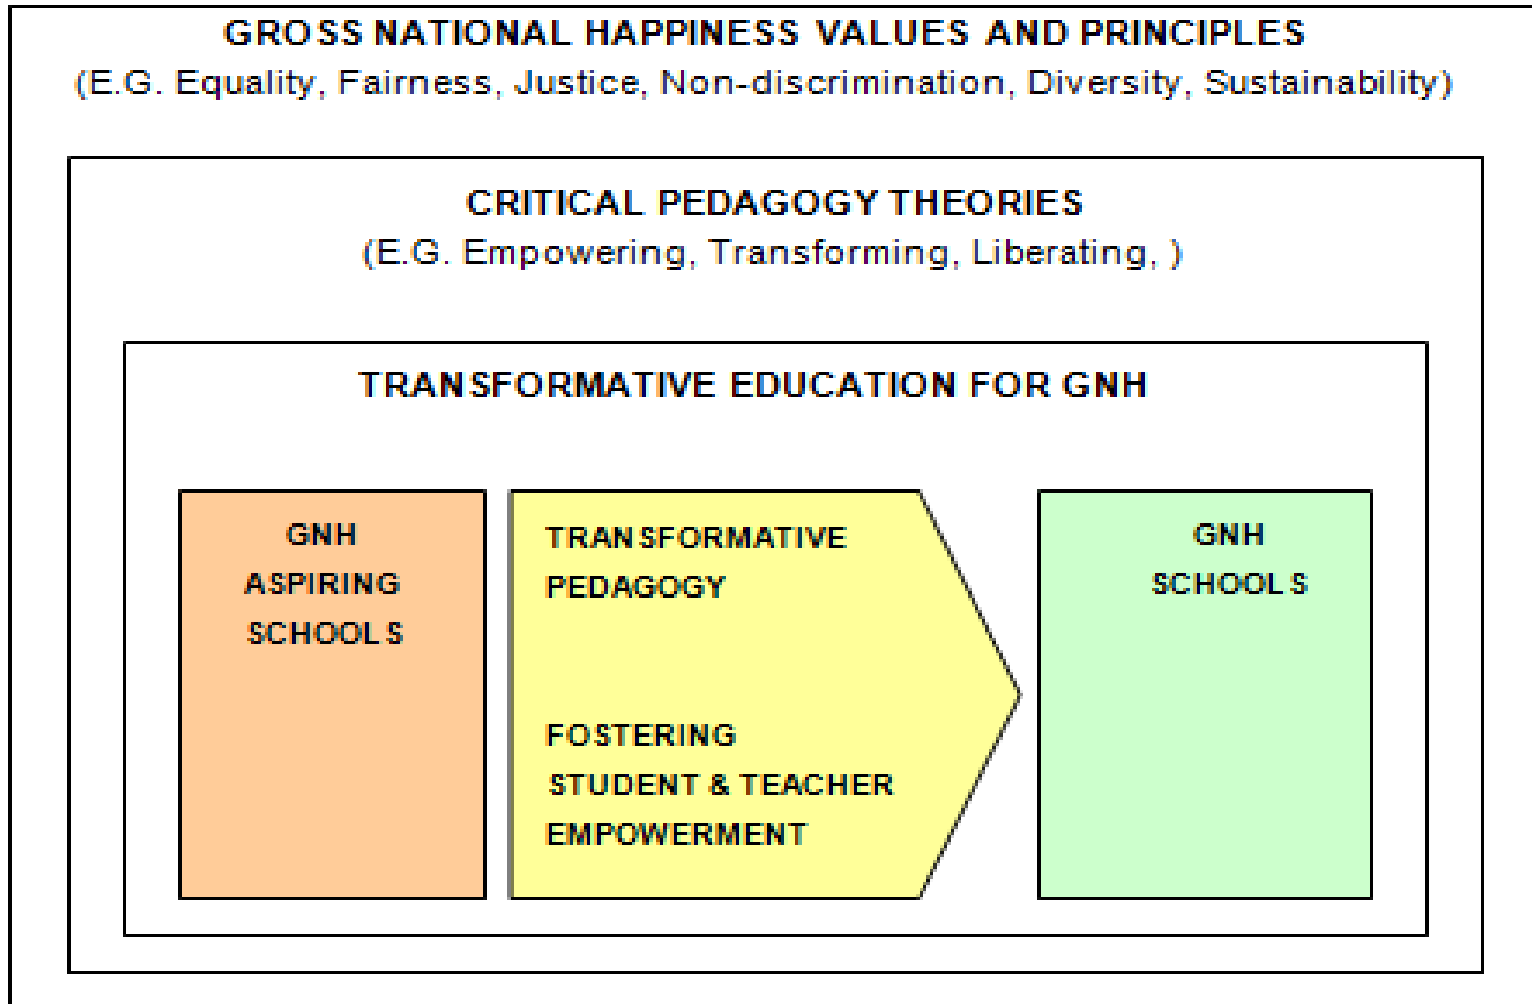 GROSS NATIONAL HAPPINESS VALUES AND PRINCIPLES
(E.G. Equality, Fairness, Justice, Non-discrimination, Diversity, Sustainability)
CRITICAL PEDAGOGY THEORIES
(E.G. Empowering, Transforming, Liberating, )
TRANSFORMATIVE EDUCATION FOR GNH
GNH
ASPIRING
SCHOOLS
TRANSFORMATIVE
PEDAGOGY
FOSTERING
STUDENT & TEACHER
EMPOWERMENT
GNH
SCHOOLS